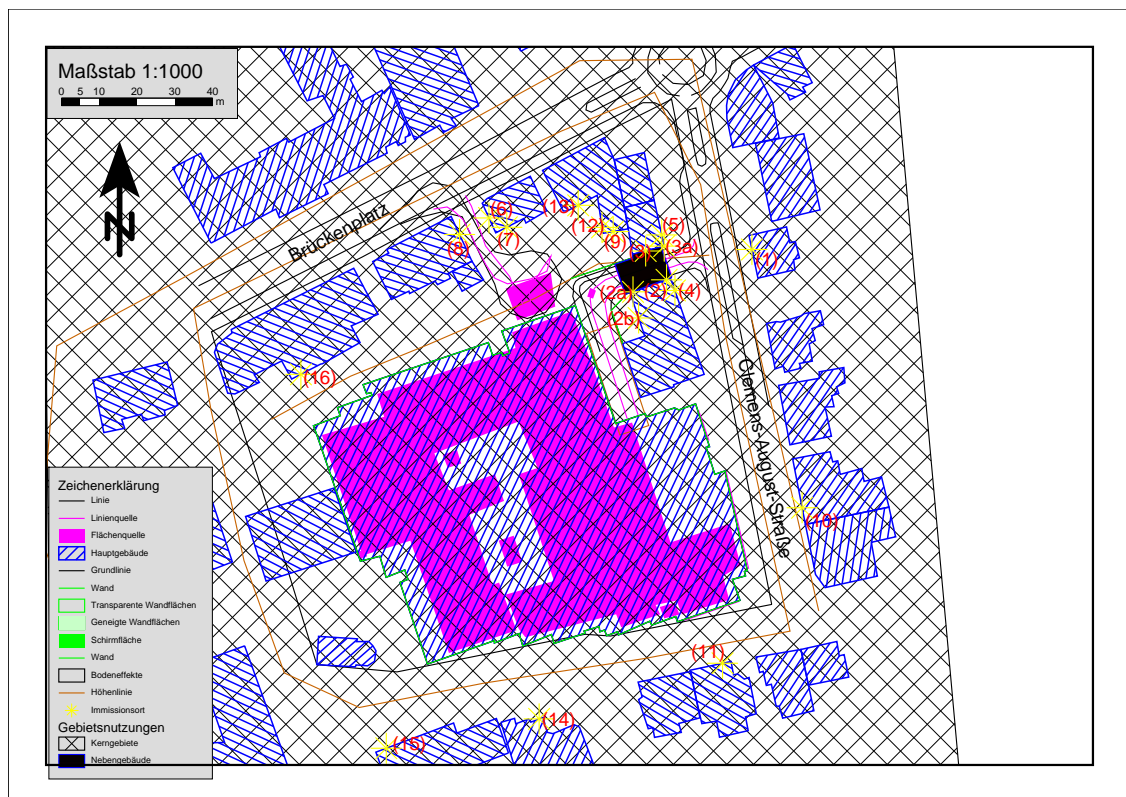 Maßstab 1:1000
0 5 10 20 30 40
m
N
Brückenplatz
Clemens-August-Straße
(6)
(13)
(7)
(8)
(12)
(9)
(5)
(3)
(3a)
(1)
(2a)
(2)
(4)
(2b)
(16)
(10)
(11)
(14)
(15)
Zeichenerklärung
Linie
Linienquelle
Flächenquelle
Hauptgebäude
Grundlinie
Wand
Transparente Wandflächen
Geneigte Wandflächen
Schirmfläche
Wand
Bodeneffekte
Höhenlinie
Immissionsort
Gebietsnutzungen
Kerngebiete
Nebengebäude